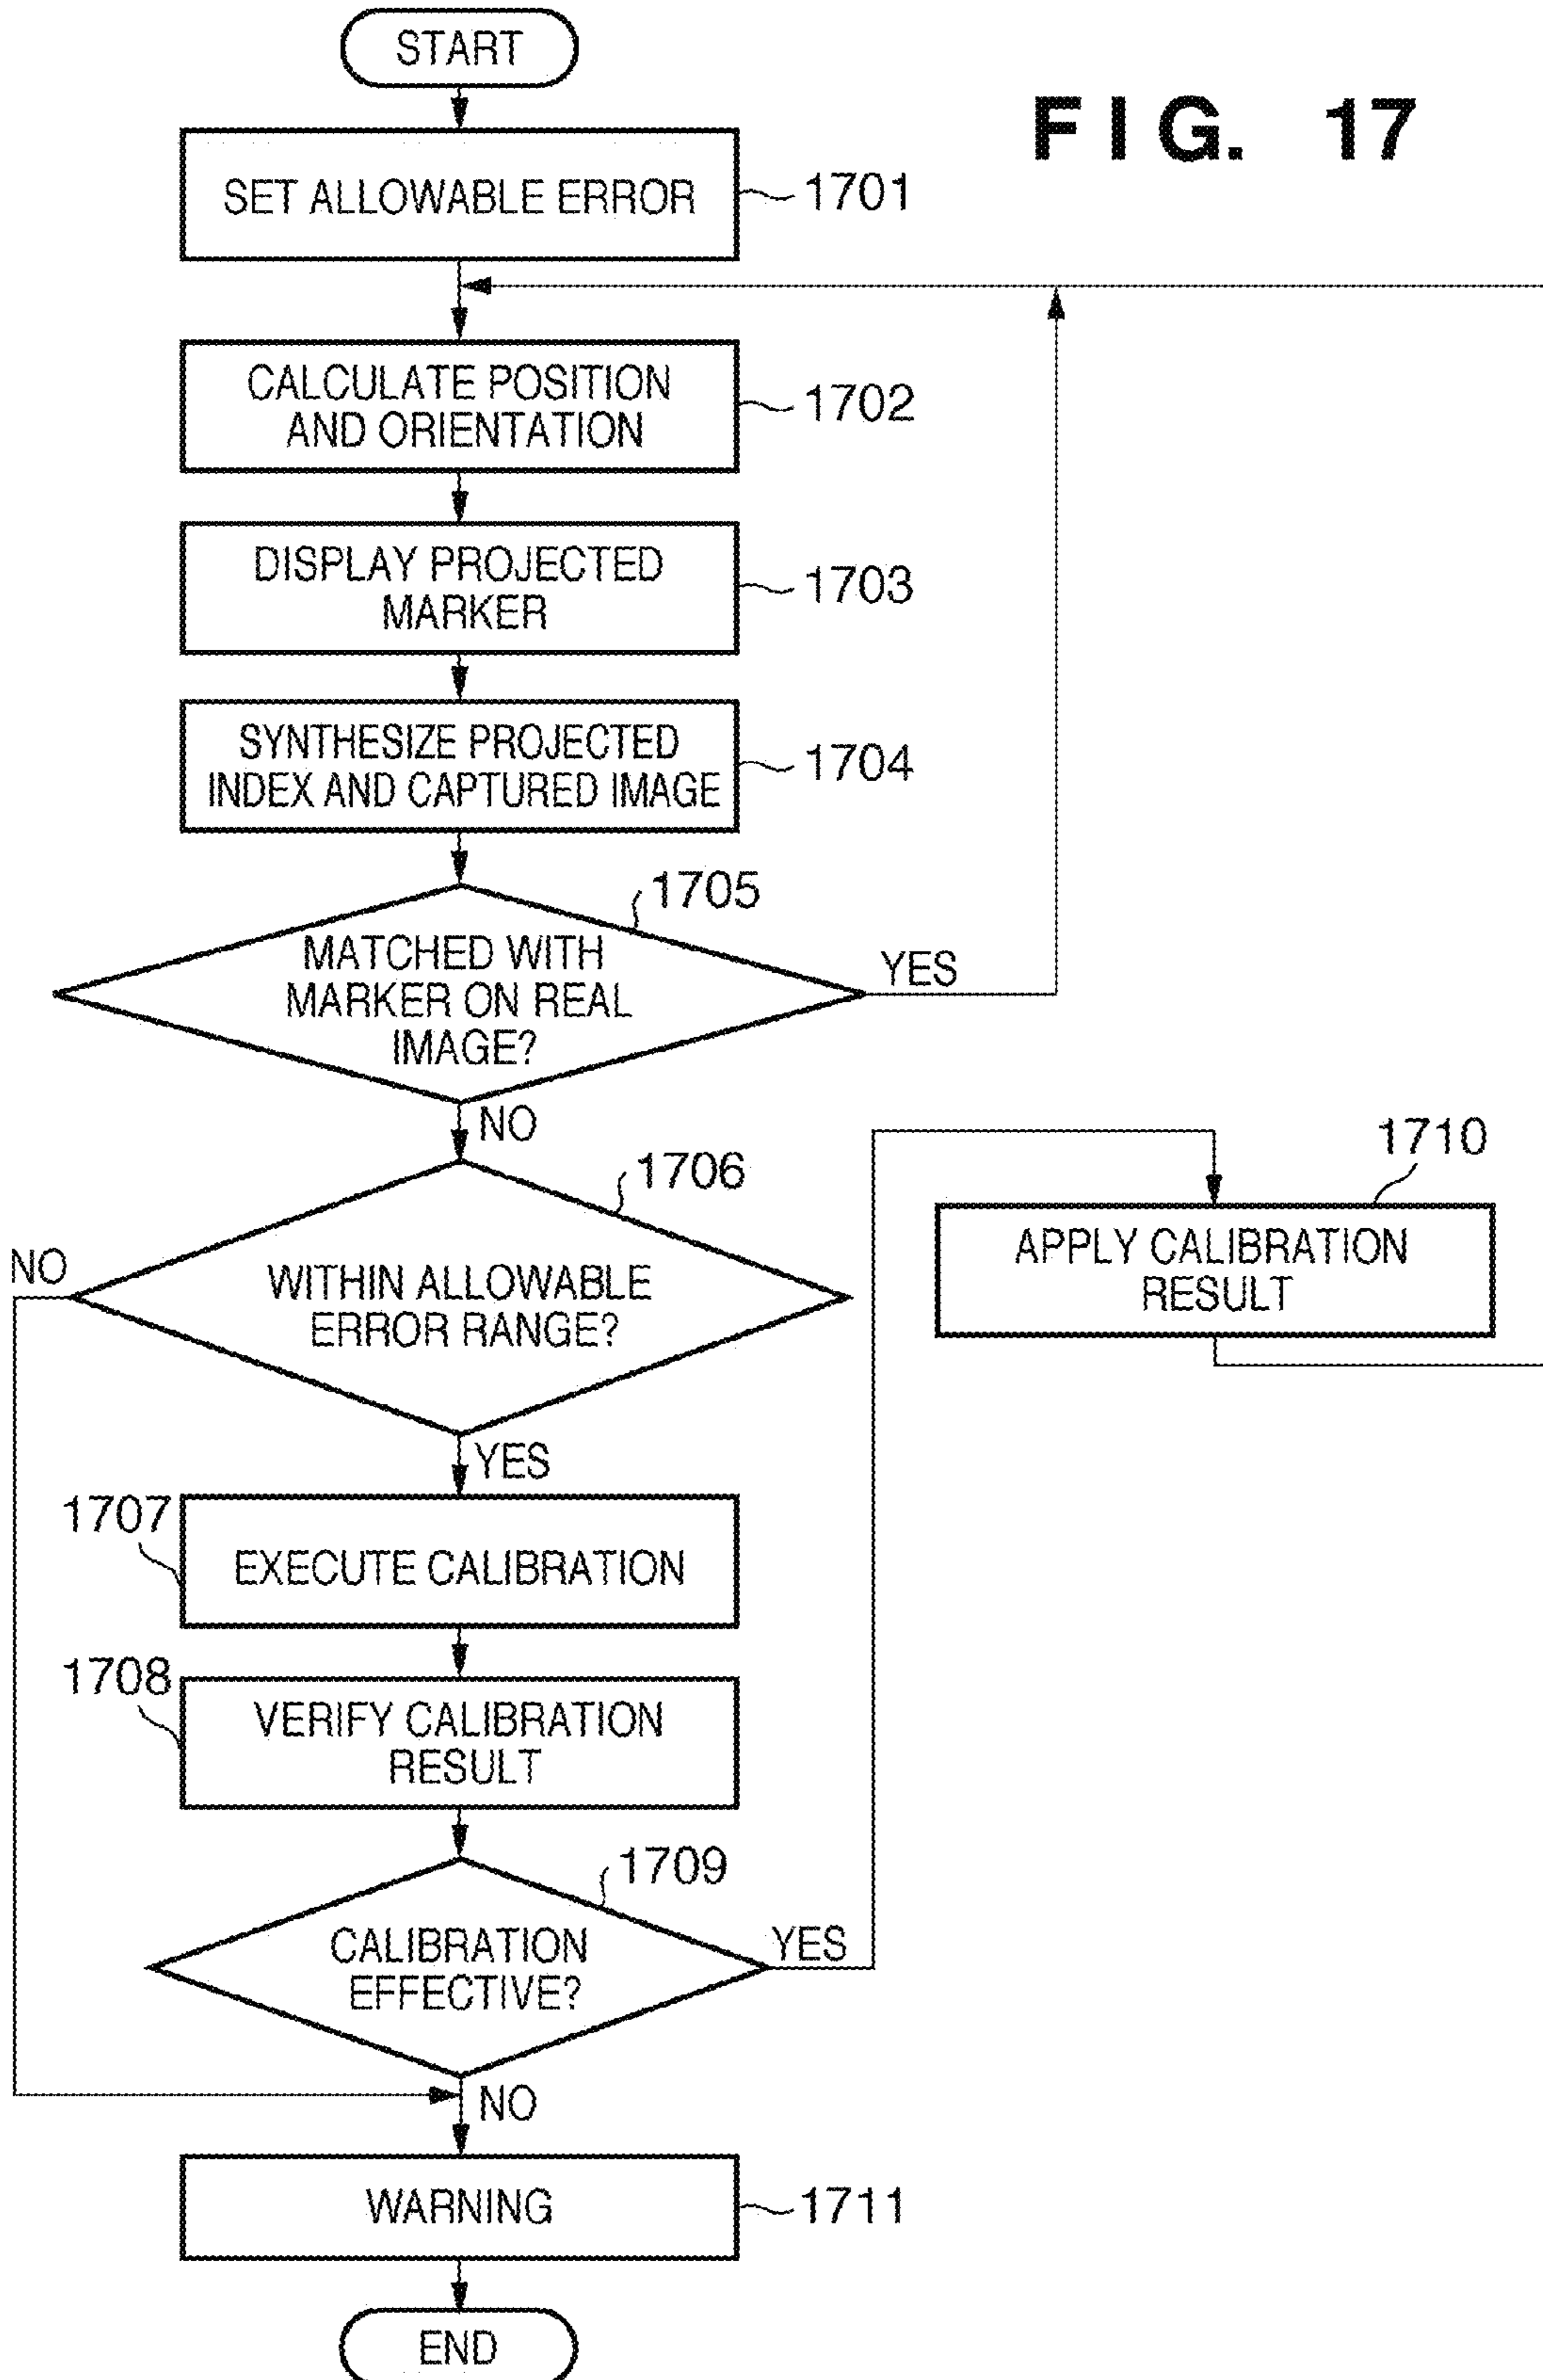 START
FIG. 17
SET ALLOWABLE ERROR
1701
CALCULATE POSITION
AND ORIENTATION
1702
DISPLAY PROJECTED
MARKER
1703
SYNTHESIZE PROJECTED
INDEX AND CAPTURED IMAGE
1704
1705
MATCHED WITH
MARKER ON REAL
IMAGE?
YES
NO
1706
WITHIN ALLOWABLE
ERROR RANGE?
NO
YES
1710
APPLY CALIBRATION
RESULT
1707
EXECUTE CALIBRATION
1708
VERIFY CALIBRATION
RESULT
1709
CALIBRATION
EFFECTIVE?
YES
NO
WARNING
1711
END